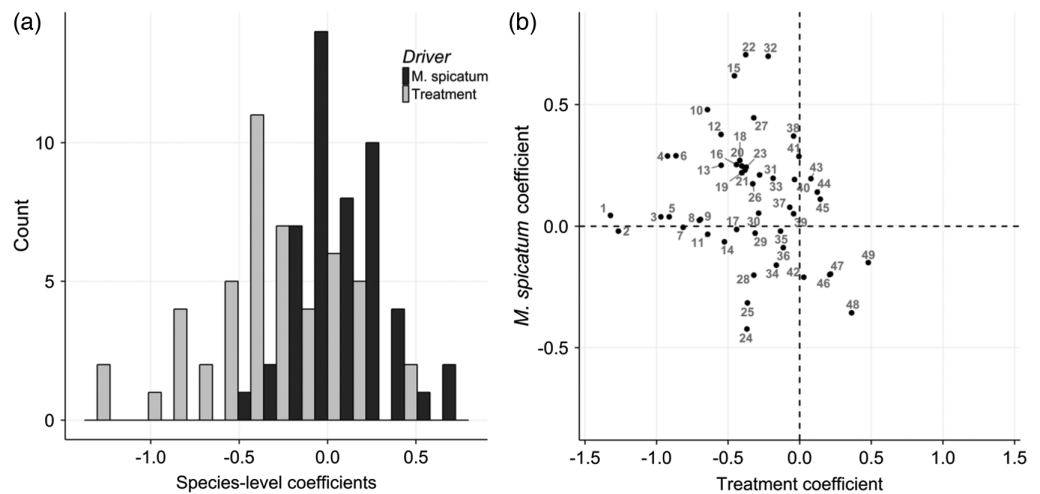 (a)
Count
10
5
0
-1.0 -0.5 0.0 0.5
Species-level coefficients
Driver
M. spicatum
Treatment
(b)
M. spicatum coefficient
0.5
0.0
-0.5
-1.5 -1.0 -0.5 0.0 0.5 1.0 1.5
Treatment coefficient
22 32
15
10
27
12 38
18
16 20 23 41
4 6
13 31 43
19 21 33 40 44
26 45
1 37
3 5 8 9 17 30 39
2 7 11 14 29 35
36
28 34 42 47 49
46
25 48
24